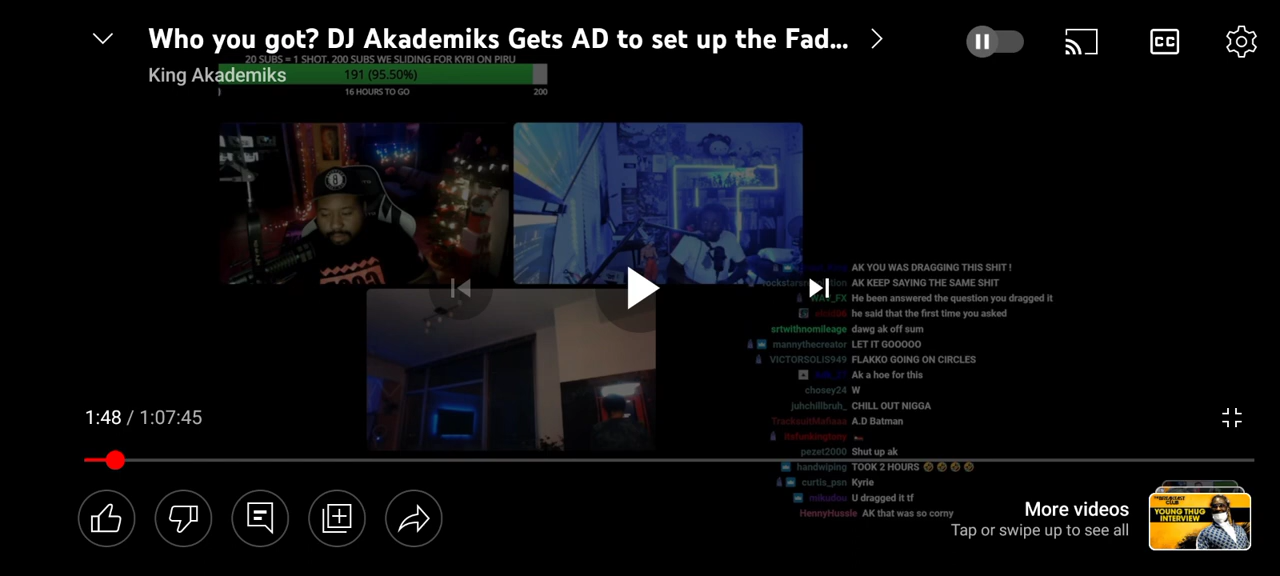 Who you got? DJ Akademiks Gets AD to set up the Fad...
20 SUBS = 1 SHOT. 200 SUBS WE SLIDING FOR KYRI ON PIRU
King Akademiks
191 (95.50%)
16 HOURS TO GO
200
CC
AK YOU WAS DRAGGING THIS SHIT !
AK KEEP SAYING THE SAME SHIT
He been answered the question you dragged it
he said that the first time you asked
srtwithnomileage dawg ak off sum
mannythecreator LET IT GOOOOO
VICTORSOLIS949 FLAKKO GOING ON CIRCLES
Ak a hoe for this
chosey24 W
juhchillbruh_ CHILL OUT NIGGA
TracksuitMafiaaa A.D Batman
itxfunkingtony
pezet2000 Shut up ak
handwiping TOOK 2 HOURS 🤣 🤣 🤣 🤣
curtis_psn Kyrie
mikudou U dragged it tf
HennyHussle AK that was so corny
1:48 / 1:07:45
More videos
Tap or swipe up to see all
THE BREAKFAST CLUB
YOUNG THUG
INTERVIEW